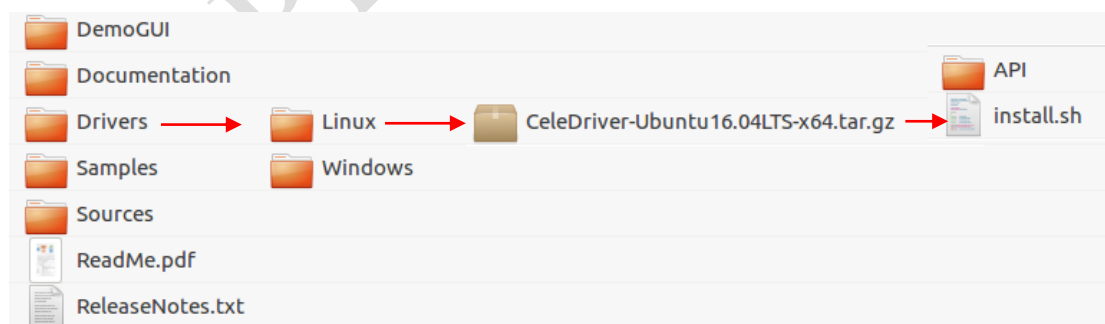 DemoGUI
Documentation
API
Drivers
Linux
CeleDriver-Ubuntu16.04LTS-x64.tar.gz
install.sh
Samples
Windows
Sources
ReadMe.pdf
ReleaseNotes.txt